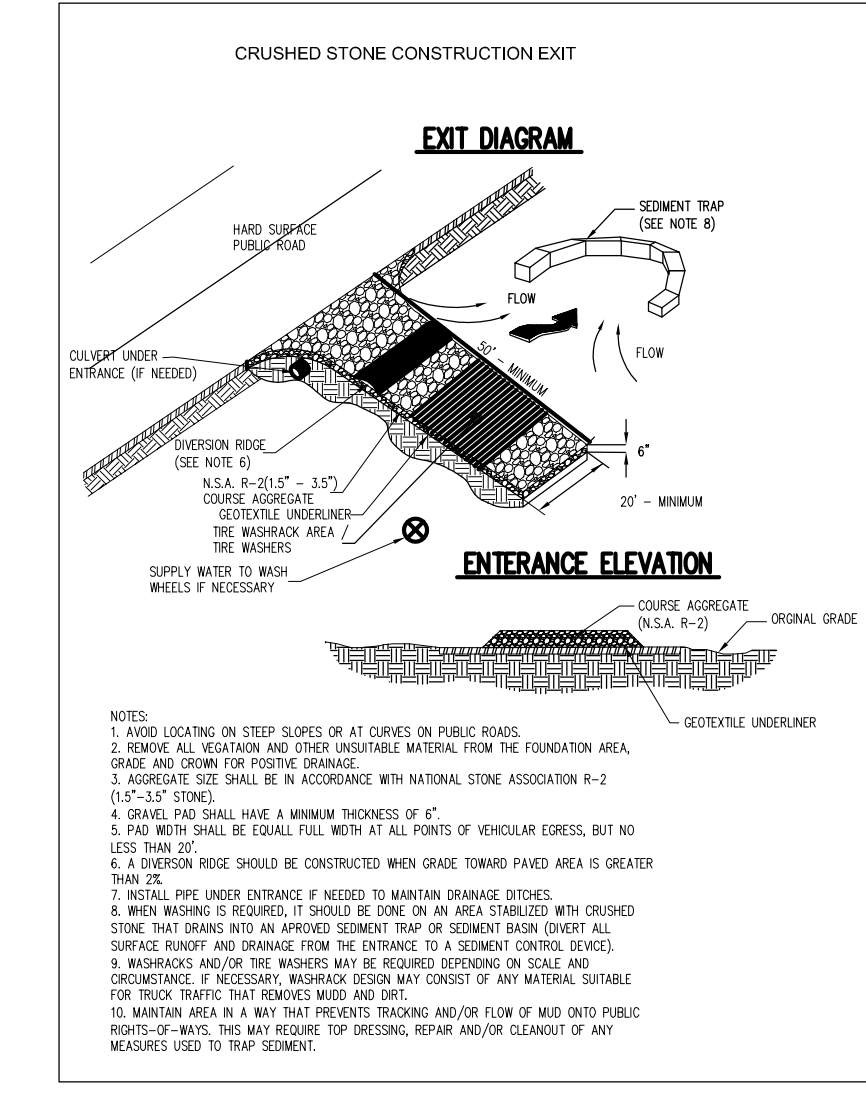 CRUSHED STONE CONSTRUCTION EXIT
EXIT DIAGRAM
SEDIMENT TRAP
(SEE NOTE 8)
HARD SURFACE
PUBLIC ROAD
FLOW
FLOW
CULVERT UNDER
ENTRANCE (IF NEEDED)
50' - MINIMUM
6"
DIVERSION RIDGE
(SEE NOTE 6)
N.S.A. R-2(1.5" - 3.5")
COURSE AGGREGATE
GEOTEXTILE UNDERLINER
TIRE WASHRACK AREA /
TIRE WASHERS
20' - MINIMUM
SUPPLY WATER TO WASH
WHEELS IF NECESSARY
ENTERANCE ELEVATION
COURSE AGGREGATE
(N.S.A. R-2)
ORGINAL GRADE
GEOTEXTILE UNDERLINER
NOTES:
1. AVOID LOCATING ON STEEP SLOPES OR AT CURVES ON PUBLIC ROADS.
2. REMOVE ALL VEGATAION AND OTHER UNSUITABLE MATERIAL FROM THE FOUNDATION AREA,
GRADE AND CROWN FOR POSITIVE DRAINAGE.
3. AGGREGATE SIZE SHALL BE IN ACCORDANCE WITH NATIONAL STONE ASSOCIATION R-2
(1.5"-3.5" STONE).
4. GRAVEL PAD SHALL HAVE A MINIMUM THICKNESS OF 6".
5. PAD WIDTH SHALL BE EQUALL FULL WIDTH AT ALL POINTS OF VEHICULAR EGRESS, BUT NO
LESS THAN 20'.
6. A DIVERSON RIDGE SHOULD BE CONSTRUCTED WHEN GRADE TOWARD PAVED AREA IS GREATER
THAN 2%.
7. INSTALL PIPE UNDER ENTRANCE IF NEEDED TO MAINTAIN DRAINAGE DITCHES.
8. WHEN WASHING IS REQUIRED, IT SHOULD BE DONE ON AN AREA STABILIZED WITH CRUSHED
STONE THAT DRAINS INTO AN APROVED SEDIMENT TRAP OR SEDIMENT BASIN (DIVERT ALL
SURFACE RUNOFF AND DRAINAGE FROM THE ENTRANCE TO A SEDIMENT CONTROL DEVICE).
9. WASHRACKS AND/OR TIRE WASHERS MAY BE REQUIRED DEPENDING ON SCALE AND
CIRCUMSTANCE. IF NECESSARY, WASHRACK DESIGN MAY CONSIST OF ANY MATERIAL SUITABLE
FOR TRUCK TRAFFIC THAT REMOVES MUDD AND DIRT.
10. MAINTAIN AREA IN A WAY THAT PREVENTS TRACKING AND/OR FLOW OF MUD ONTO PUBLIC
RIGHTS-OF-WAYS. THIS MAY REQUIRE TOP DRESSING, REPAIR AND/OR CLEANOUT OF ANY
MEASURES USED TO TRAP SEDIMENT.